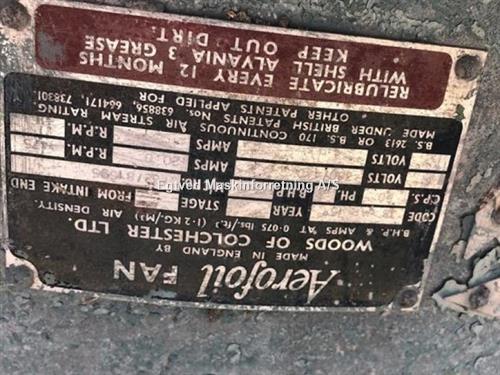 Aerofoil FAN
MADE IN ENGLAND BY
WOODS OF COLCHESTER LTD.
B.H.P. & AMPS AT 0·075 lbs/ft.³ (1·2 KG/M³) AIR DENSITY.
CODE YEAR STAGE FROM INTAKE END
C.P.S. PH B.H.P.
VOLTS AMPS R.P.M.
VOLTS AMPS R.P.M.
B.S. 2613 OR B.S. 170 CONTINUOUS AIR STREAM RATING.
MADE UNDER BRITISH PATENTS Nos. 638856, 664171, 738301.
OTHER PATENTS APPLIED FOR
RELUBRICATE EVERY 12 MONTHS
WITH SHELL ALVANIA 3 GREASE
KEEP OUT DIRT.
Egtved Maskinforretning A/S